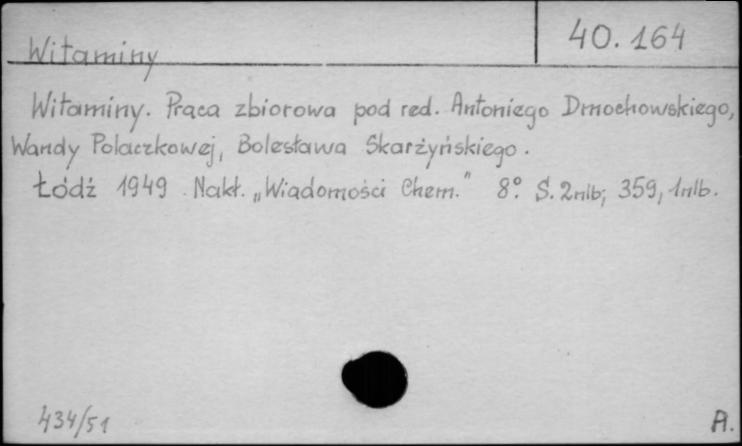 Witaminy
40.164
Witaminy. Praca zbiorowa pod red. Antoniego Dmochowskiego,
Wandy Polaczkowej, Bolesława Skarżyńskiego.
Łódź 1949 Nakł. „Wiadomości Chem." 8° S. 2nlb; 359, 1nlb.
434/51
A.